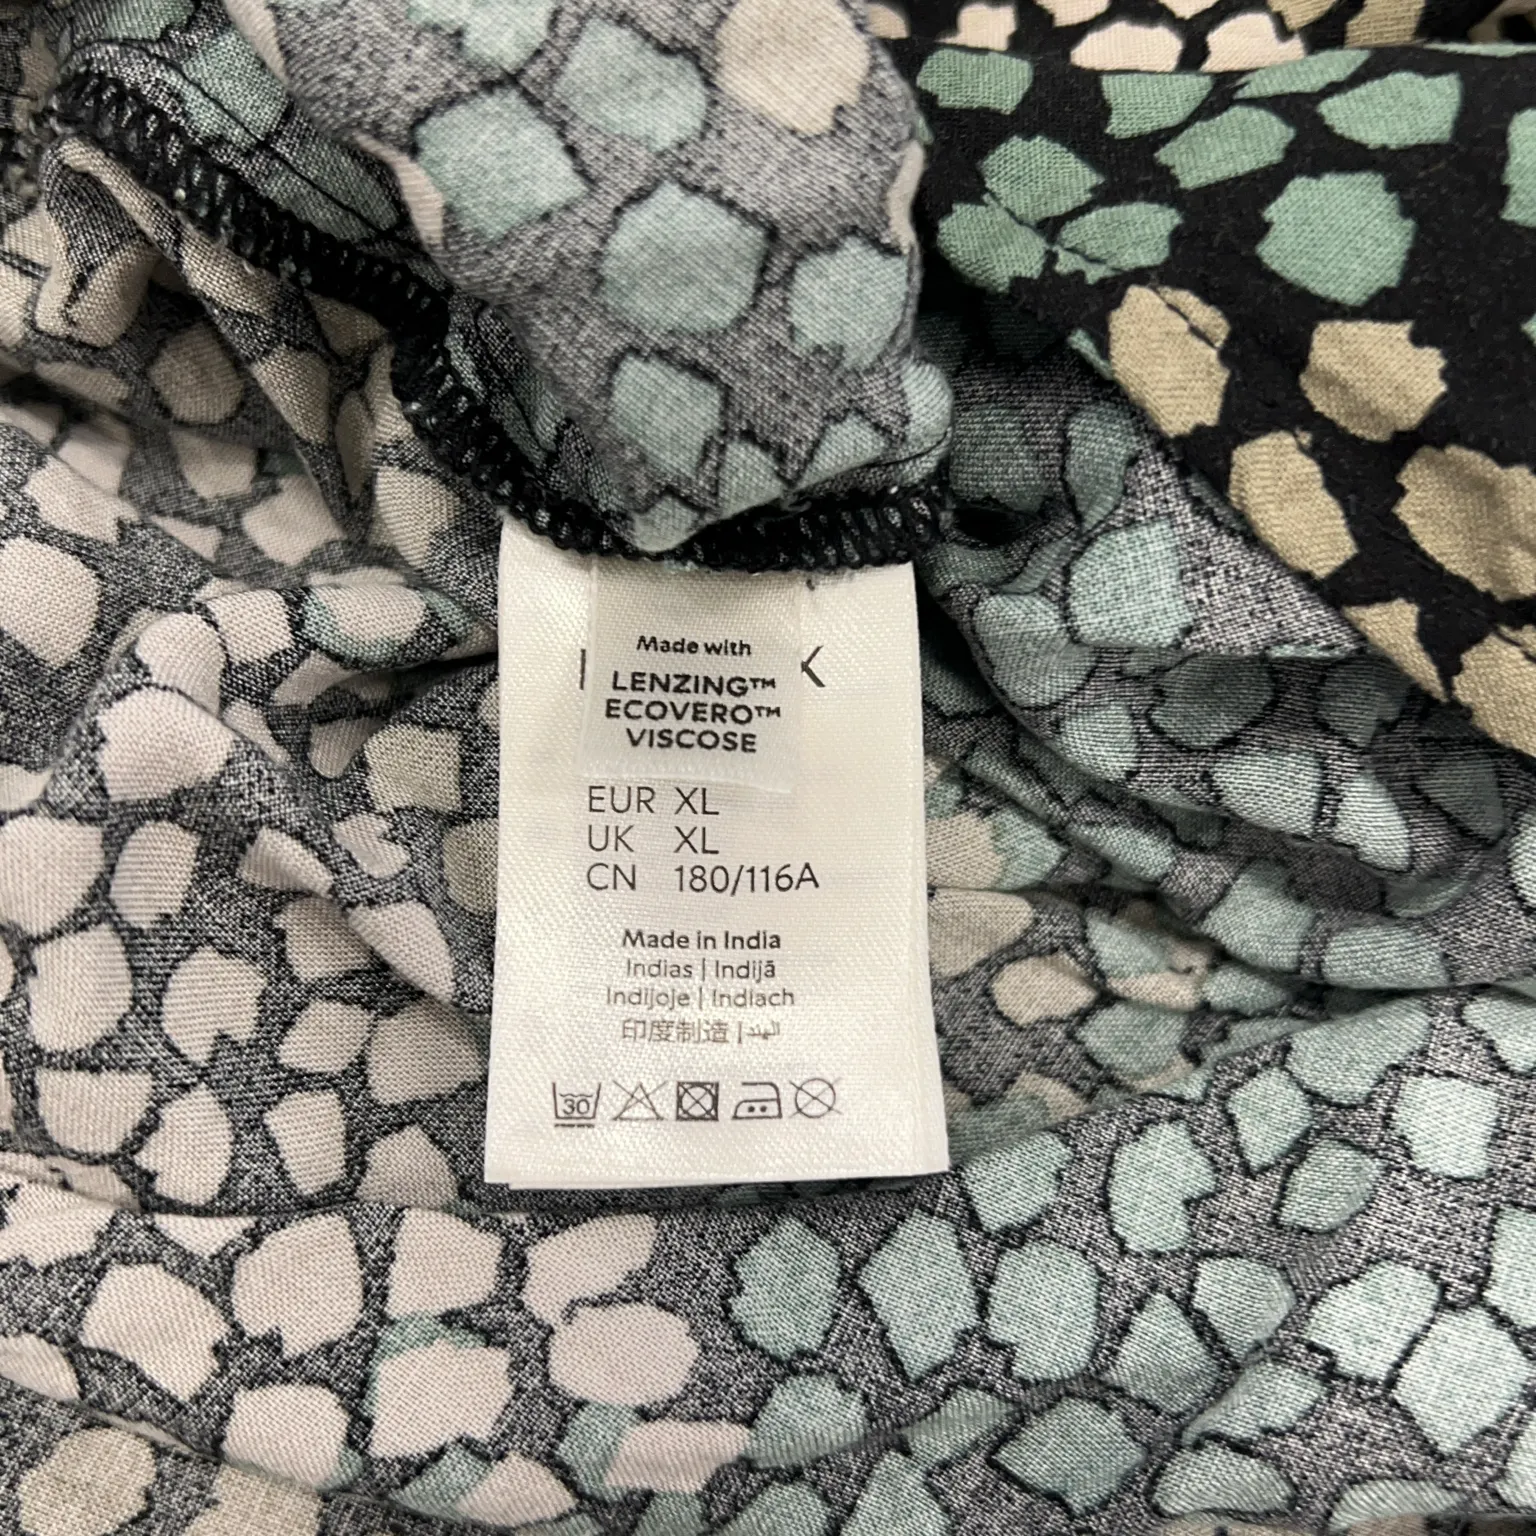 Made with
LENZING™
ECOVERO™
VISCOSE
K
EUR XL
UK XL
CN 180/116A
Made in India
Indias | Indijā
Indijoje | Indiach
印度制造 | الهند
30